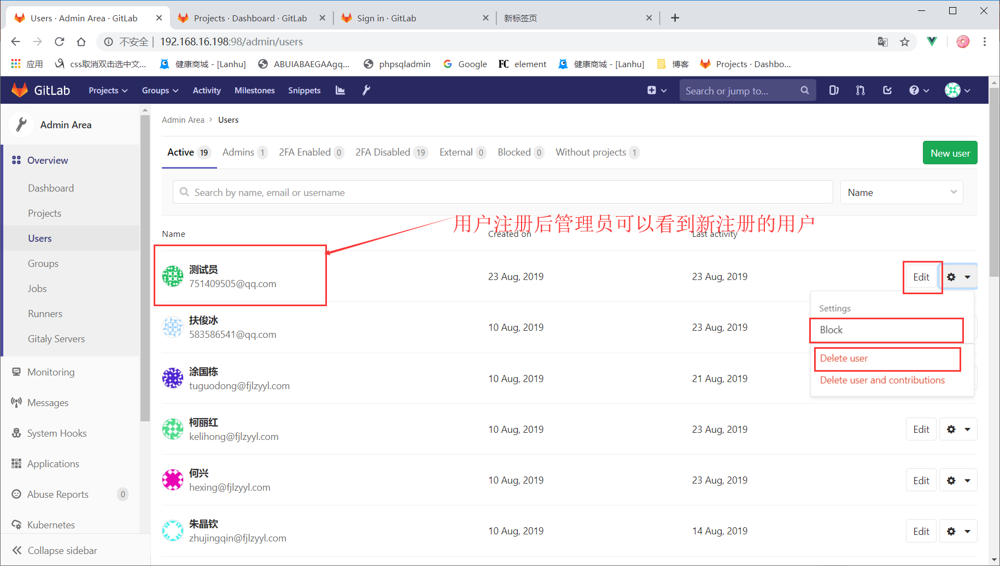 Users · Admin Area · GitLab
Projects · Dashboard · GitLab
Sign in · GitLab
新标签页
不安全 | 192.168.16.198:98/admin/users
应用
css取消双击选中文...
健康商城 - [Lanhu]
ABUIABAEGAAgq...
phpsqladmin
Google
FC element
健康商城 - [Lanhu]
博客
Projects · Dashbo...
GitLab
Projects
Groups
Activity
Milestones
Snippets
Search or jump to...
Admin Area
Overview
Dashboard
Projects
Users
Groups
Jobs
Runners
Gitaly Servers
Monitoring
Messages
System Hooks
Applications
Abuse Reports 0
Kubernetes
Collapse sidebar
Admin Area > Users
Active 19
Admins 1
2FA Enabled 0
2FA Disabled 19
External 0
Blocked 0
Without projects 1
New user
Search by name, email or username
Name
用户注册后管理员可以看到新注册的用户
Name
Created on
Last activity
测试员
751409505@qq.com
23 Aug, 2019
23 Aug, 2019
Edit
Settings
Block
Delete user
Delete user and contributions
扶俊冰
583586541@qq.com
10 Aug, 2019
23 Aug, 2019
涂国栋
tuguodong@fjlzyyl.com
10 Aug, 2019
21 Aug, 2019
柯丽红
kelihong@fjlzyyl.com
10 Aug, 2019
23 Aug, 2019
Edit
何兴
hexing@fjlzyyl.com
10 Aug, 2019
23 Aug, 2019
Edit
朱晶钦
zhujingqin@fjlzyyl.com
10 Aug, 2019
14 Aug, 2019
Edit